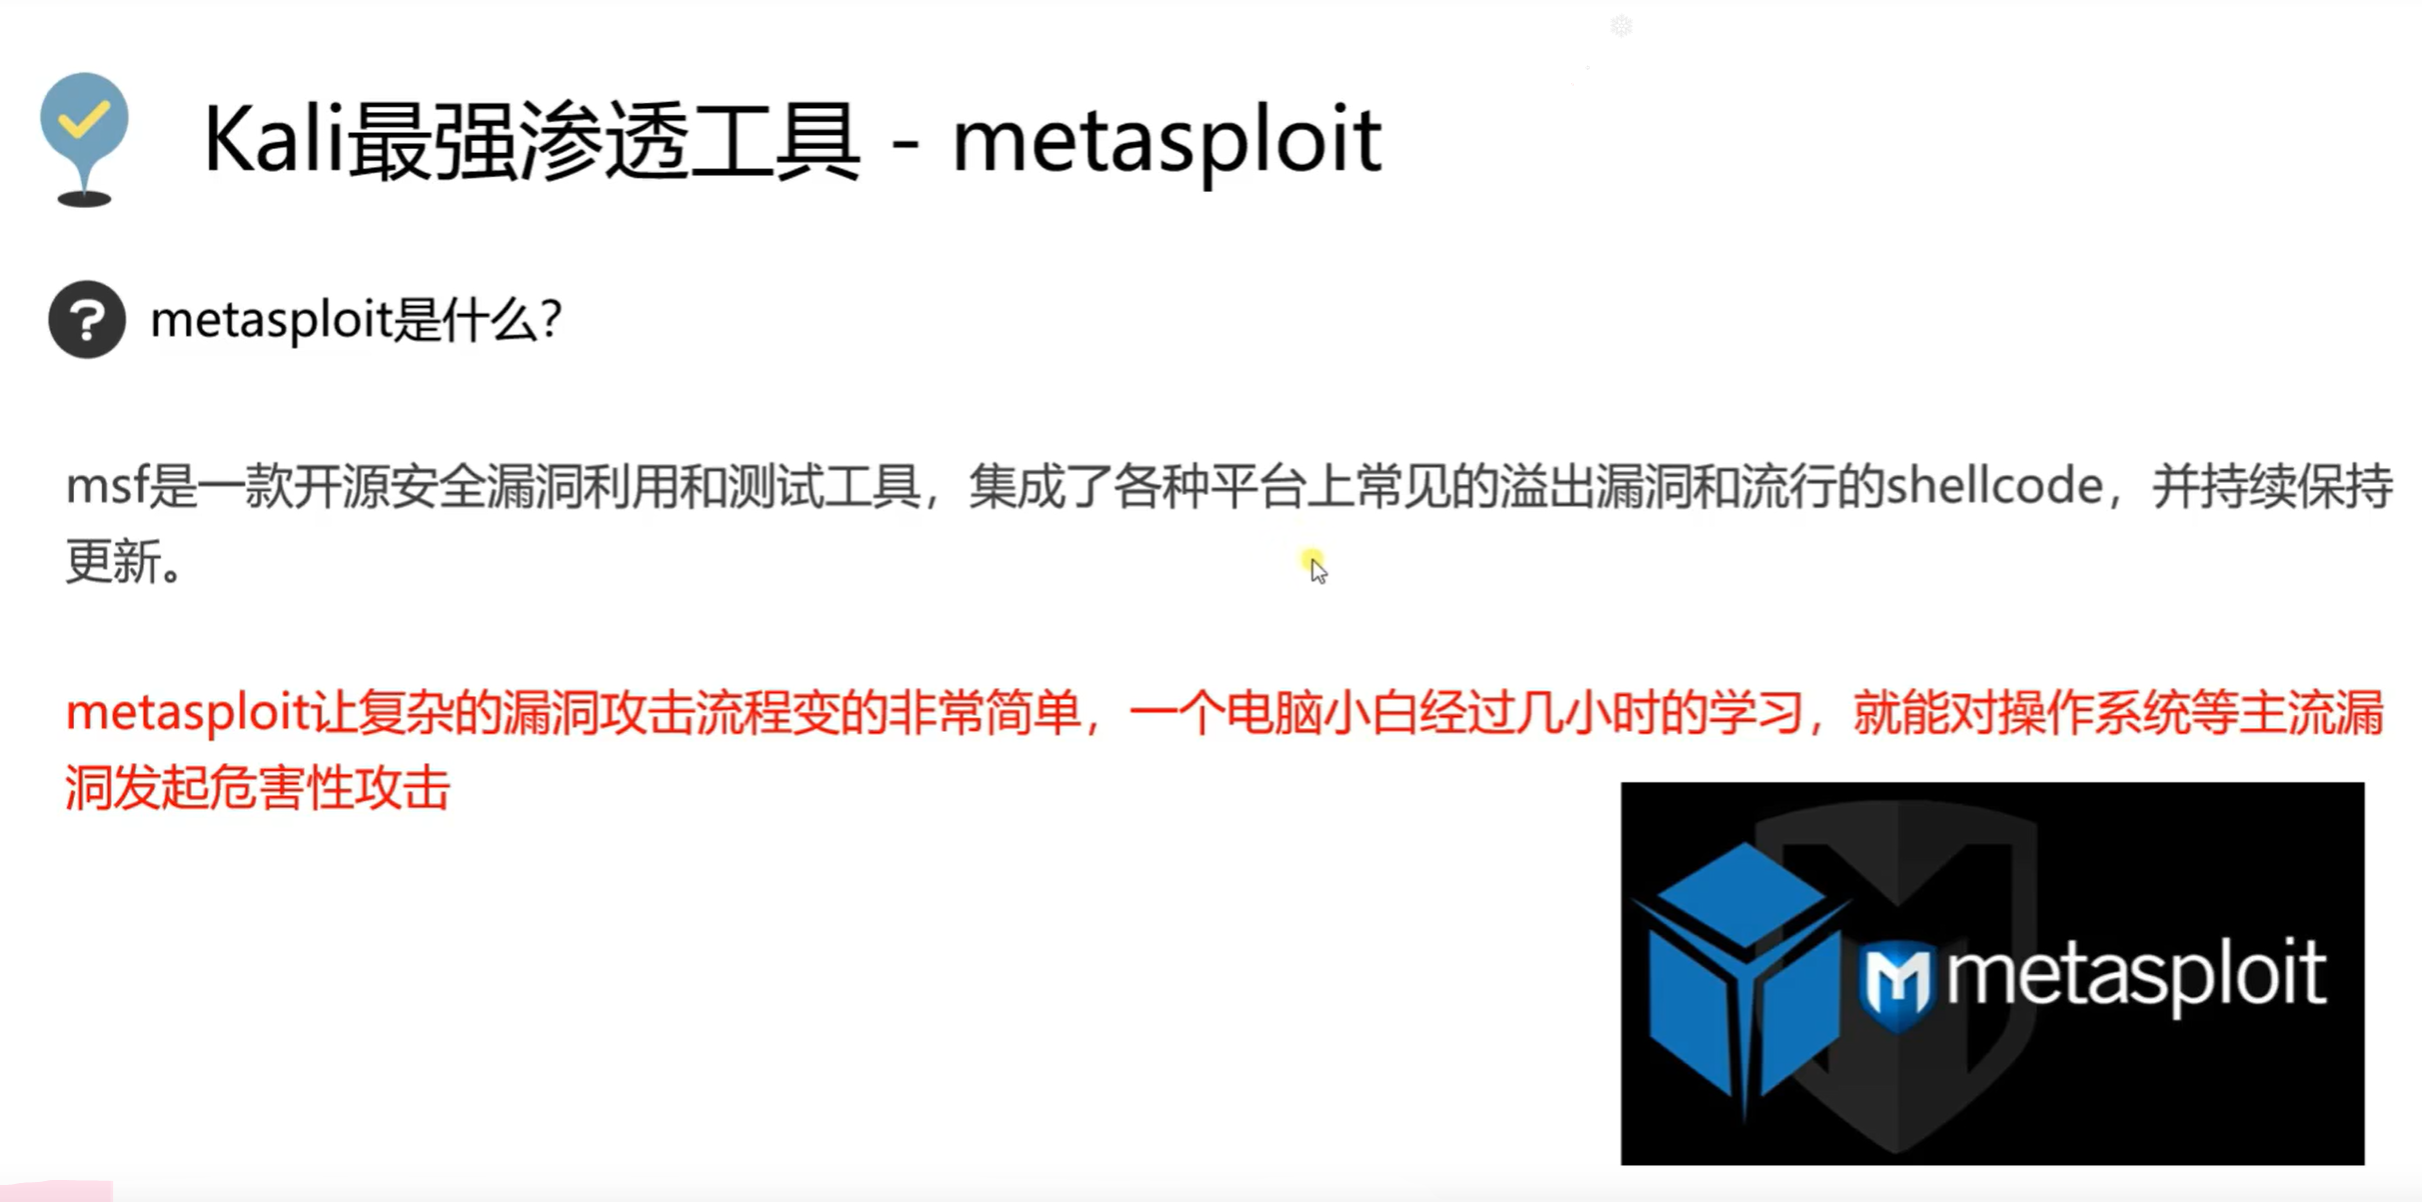 Kali最强渗透工具 - metasploit
metasploit是什么？
msf是一款开源安全漏洞利用和测试工具，集成了各种平台上常见的溢出漏洞和流行的shellcode，并持续保持
更新。
metasploit让复杂的漏洞攻击流程变的非常简单，一个电脑小白经过几小时的学习，就能对操作系统等主流漏
洞发起危害性攻击
metasploit